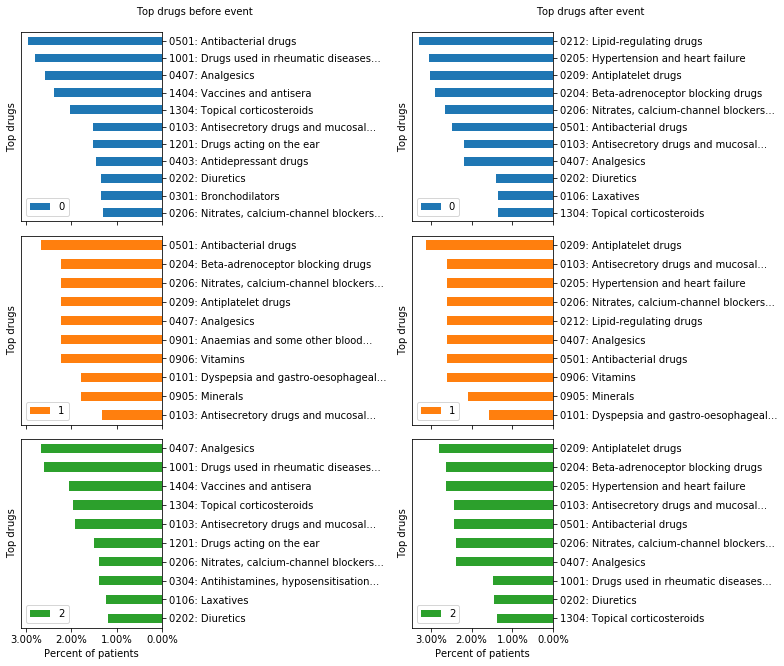 Top drugs before event
Top drugs
0501: Antibacterial drugs
1001: Drugs used in rheumatic diseases...
0407: Analgesics
1404: Vaccines and antisera
1304: Topical corticosteroids
0103: Antisecretory drugs and mucosal...
1201: Drugs acting on the ear
0403: Antidepressant drugs
0202: Diuretics
0301: Bronchodilators
0206: Nitrates, calcium-channel blockers...
0
Top drugs
0501: Antibacterial drugs
0204: Beta-adrenoceptor blocking drugs
0206: Nitrates, calcium-channel blockers...
0209: Antiplatelet drugs
0407: Analgesics
0901: Anaemias and some other blood...
0906: Vitamins
0101: Dyspepsia and gastro-oesophageal...
0905: Minerals
0103: Antisecretory drugs and mucosal...
1
Top drugs
0407: Analgesics
1001: Drugs used in rheumatic diseases...
1404: Vaccines and antisera
1304: Topical corticosteroids
0103: Antisecretory drugs and mucosal...
1201: Drugs acting on the ear
0206: Nitrates, calcium-channel blockers...
0304: Antihistamines, hyposensitisation...
0106: Laxatives
0202: Diuretics
2
3.00% 2.00% 1.00% 0.00%
Percent of patients
Top drugs after event
Top drugs
0212: Lipid-regulating drugs
0205: Hypertension and heart failure
0209: Antiplatelet drugs
0204: Beta-adrenoceptor blocking drugs
0206: Nitrates, calcium-channel blockers...
0501: Antibacterial drugs
0103: Antisecretory drugs and mucosal...
0407: Analgesics
0202: Diuretics
0106: Laxatives
1304: Topical corticosteroids
0
Top drugs
0209: Antiplatelet drugs
0103: Antisecretory drugs and mucosal...
0205: Hypertension and heart failure
0206: Nitrates, calcium-channel blockers...
0212: Lipid-regulating drugs
0407: Analgesics
0501: Antibacterial drugs
0906: Vitamins
0905: Minerals
0101: Dyspepsia and gastro-oesophageal...
1
Top drugs
0209: Antiplatelet drugs
0204: Beta-adrenoceptor blocking drugs
0205: Hypertension and heart failure
0103: Antisecretory drugs and mucosal...
0501: Antibacterial drugs
0206: Nitrates, calcium-channel blockers...
0407: Analgesics
1001: Drugs used in rheumatic diseases...
0202: Diuretics
1304: Topical corticosteroids
2
3.00% 2.00% 1.00% 0.00%
Percent of patients